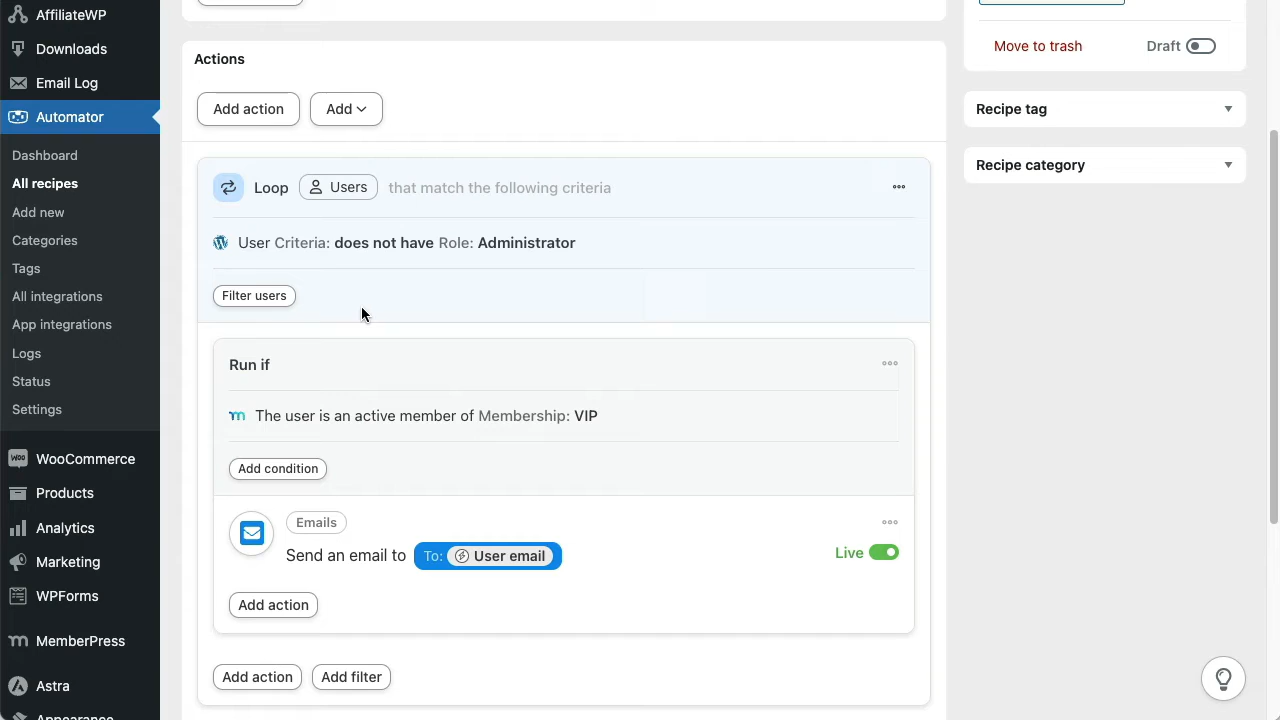 AffiliateWP
Downloads
Email Log
Automator
Dashboard
All recipes
Add new
Categories
Tags
All integrations
App integrations
Logs
Status
Settings
WooCommerce
Products
Analytics
Marketing
WPForms
MemberPress
Astra
Appearance
Actions
Add action
Add
Loop Users that match the following criteria
User Criteria: does not have Role: Administrator
Filter users
Run if
The user is an active member of Membership: VIP
Add condition
Emails
Send an email to To: User email
Live
Add action
Add action
Add filter
Move to trash
Draft
Recipe tag
Recipe category